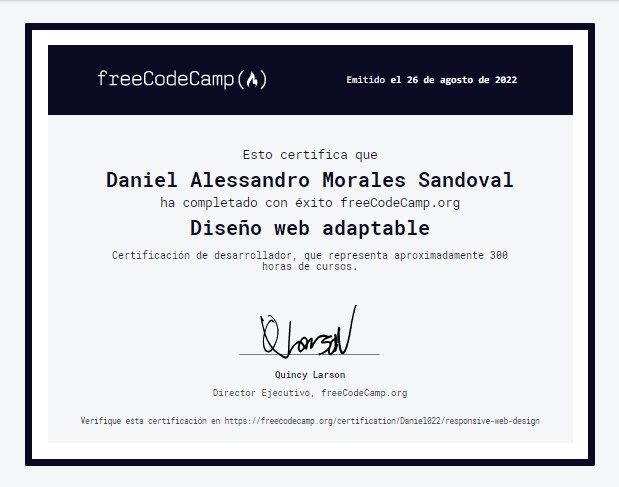 freeCodeCamp(🔥)
Emitido el 26 de agosto de 2022
Esto certifica que
Daniel Alessandro Morales Sandoval
ha completado con éxito freeCodeCamp.org
Diseño web adaptable
Certificación de desarrollador, que representa aproximadamente 300
horas de cursos.
QLarson
Quincy Larson
Director Ejecutivo, freeCodeCamp.org
Verifique esta certificación en https://freecodecamp.org/certification/Daniel022/responsive-web-design